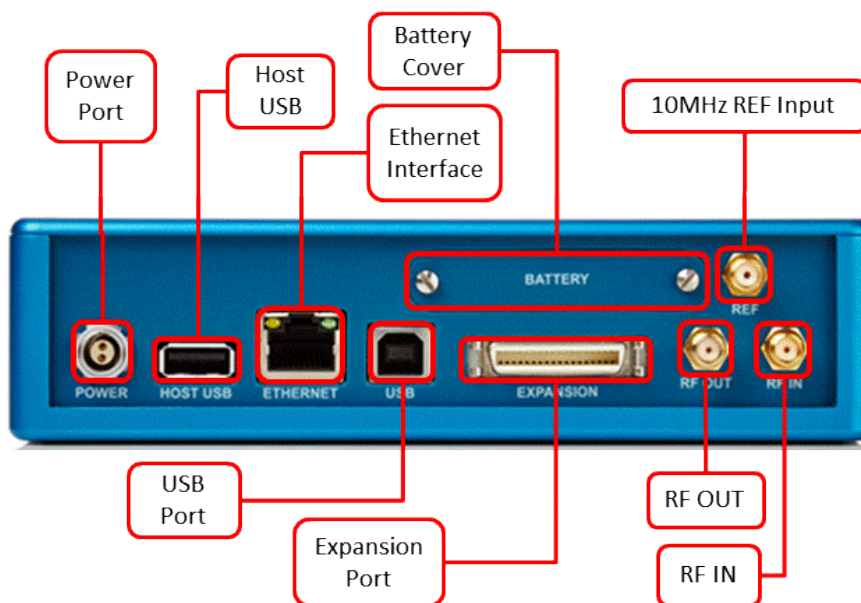 Battery
Cover
Power
Port
Host
USB
10MHz REF Input
Ethernet
Interface
BATTERY
REF
POWER
HOST USB
ETHERNET
USB
EXPANSION
RF OUT
RF IN
USB
Port
RF OUT
Expansion
Port
RF IN